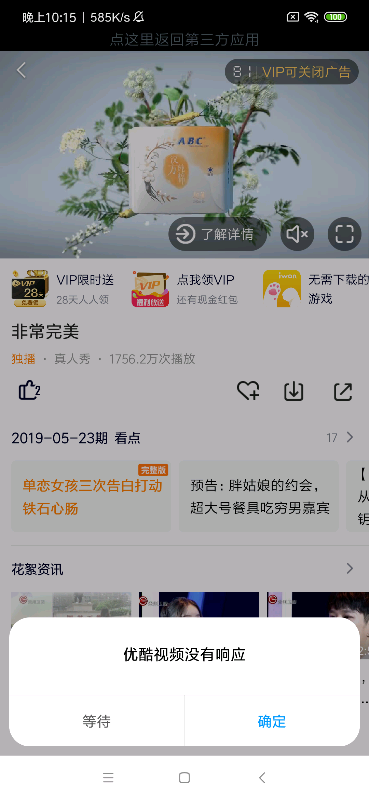 晚上10:15 | 585K/s
100
点这里返回第三方应用
VIP可关闭广告
ABC
了解详情
VIP限时送
28天人人领
点我领VIP
还有现金红包
无需下载的
游戏
VIP
28天
VIP
非常完美
独播 · 真人秀 · 1756.2万次播放
2
2019-05-23期 看点
17
完整版
单恋女孩三次告白打动
铁石心肠
预告：胖姑娘的约会，
超大号餐具吃穷男嘉宾
花絮资讯
优酷视频没有响应
等待
确定